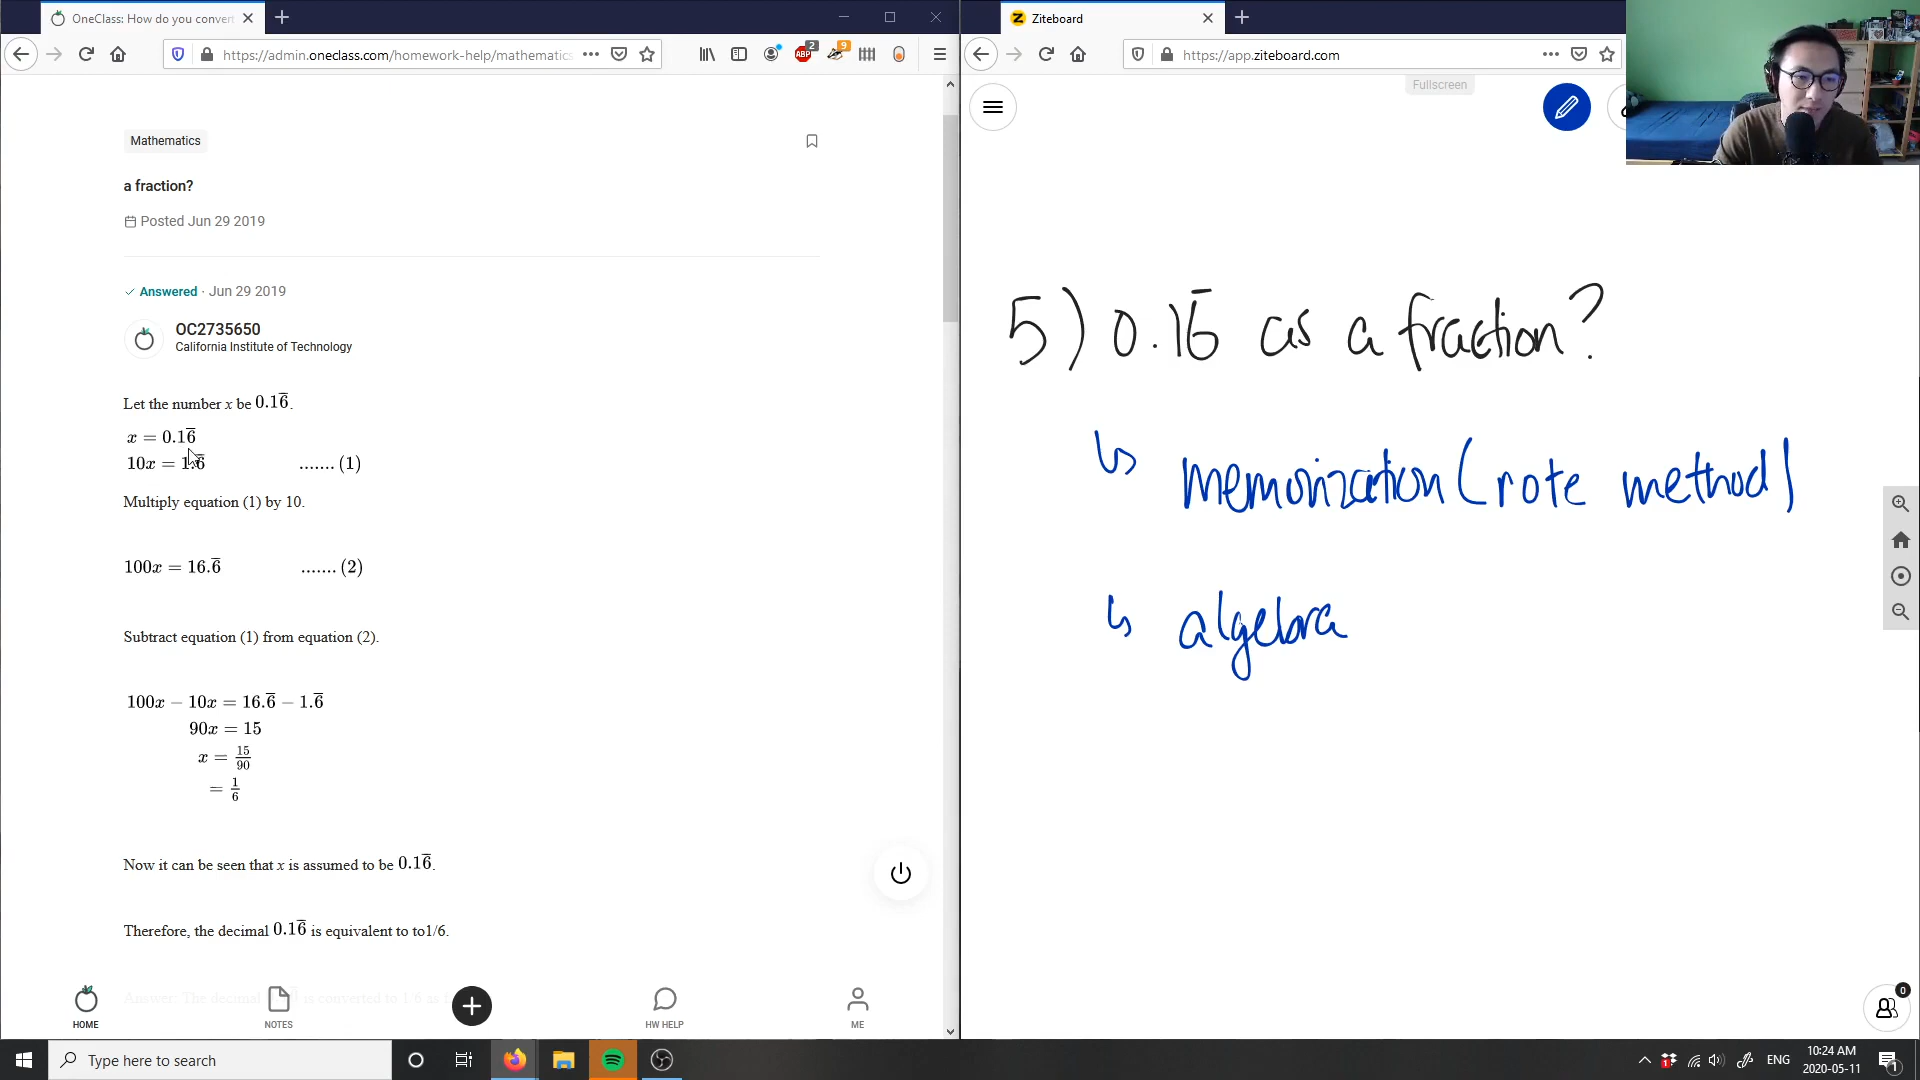 OneClass: How do you convert
Ziteboard
https://admin.oneclass.com/homework-help/mathematics
2
9
https://app.ziteboard.com
Fullscreen
Mathematics
a fraction?
Posted Jun 29 2019
Answered · Jun 29 2019
OC2735650
California Institute of Technology
Let the number x be 0.16̅.
x = 0.16̅
10x = 1.6̅ ....... (1)
Multiply equation (1) by 10.
100x = 16.6̅ ....... (2)
Subtract equation (1) from equation (2).
100x − 10x = 16.6̅ − 1.6̅
90x = 15
x = 15/90
= 1/6
Now it can be seen that x is assumed to be 0.16̅.
Therefore, the decimal 0.16̅ is equivalent to to1/6.
HOME
NOTES
HW HELP
ME
5) 0.16̅ as a fraction?
↳ memorization (rote method)
↳ algebra
0
Type here to search
ENG
10:24 AM
2020-05-11
1